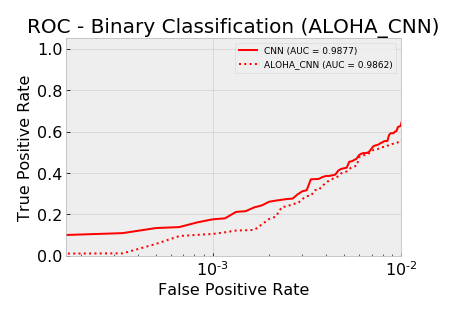 ROC - Binary Classification (ALOHA_CNN)
CNN (AUC = 0.9877)
ALOHA_CNN (AUC = 0.9862)
True Positive Rate
1.0
0.8
0.6
0.4
0.2
0.0
10-3
10-2
False Positive Rate